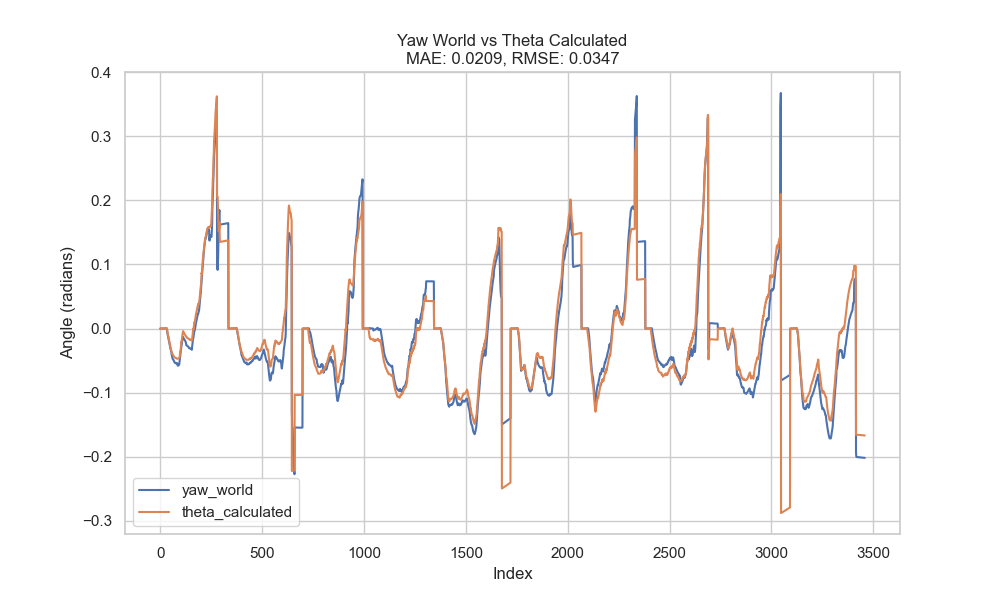 Yaw World vs Theta Calculated
MAE: 0.0209, RMSE: 0.0347
Angle (radians)
0.4
0.3
0.2
0.1
0.0
−0.1
−0.2
−0.3
yaw_world
theta_calculated
0
500
1000
1500
2000
2500
3000
3500
Index